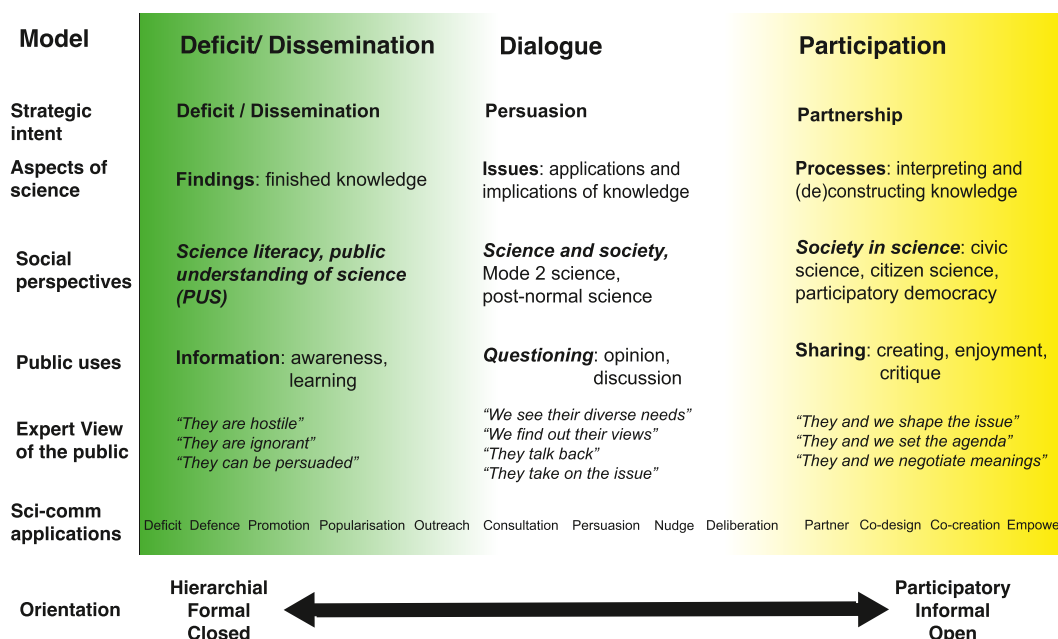 Model
Deficit/ Dissemination
Dialogue
Participation
Strategic
intent
Deficit / Dissemination
Persuasion
Partnership
Aspects of
science
Findings: finished knowledge
Issues: applications and
implications of knowledge
Processes: interpreting and
(de)constructing knowledge
Social
perspectives
Science literacy, public
understanding of science
(PUS)
Science and society,
Mode 2 science,
post-normal science
Society in science: civic
science, citizen science,
participatory democracy
Public uses
Information: awareness,
learning
Questioning: opinion,
discussion
Sharing: creating, enjoyment,
critique
Expert View
of the public
“They are hostile”
“They are ignorant”
“They can be persuaded”
“We see their diverse needs”
“We find out their views”
“They talk back”
“They take on the issue”
“They and we shape the issue”
“They and we set the agenda”
“They and we negotiate meanings”
Sci-comm
applications
Deficit Defence Promotion Popularisation Outreach Consultation Persuasion Nudge Deliberation Partner Co-design Co-creation Empowe
Orientation
Hierarchial
Formal
Closed
Participatory
Informal
Open